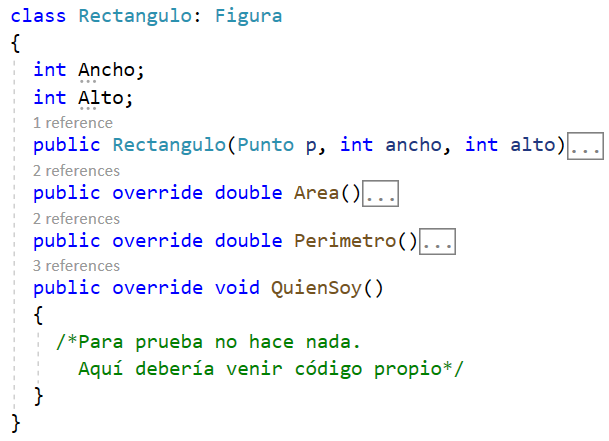 class Rectangulo: Figura
{
int Ancho;
int Alto;
1 reference
public Rectangulo(Punto p, int ancho, int alto)...
2 references
public override double Area()...
2 references
public override double Perimetro()...
3 references
public override void QuienSoy()
{
/*Para prueba no hace nada.
Aquí debería venir código propio*/
}
}